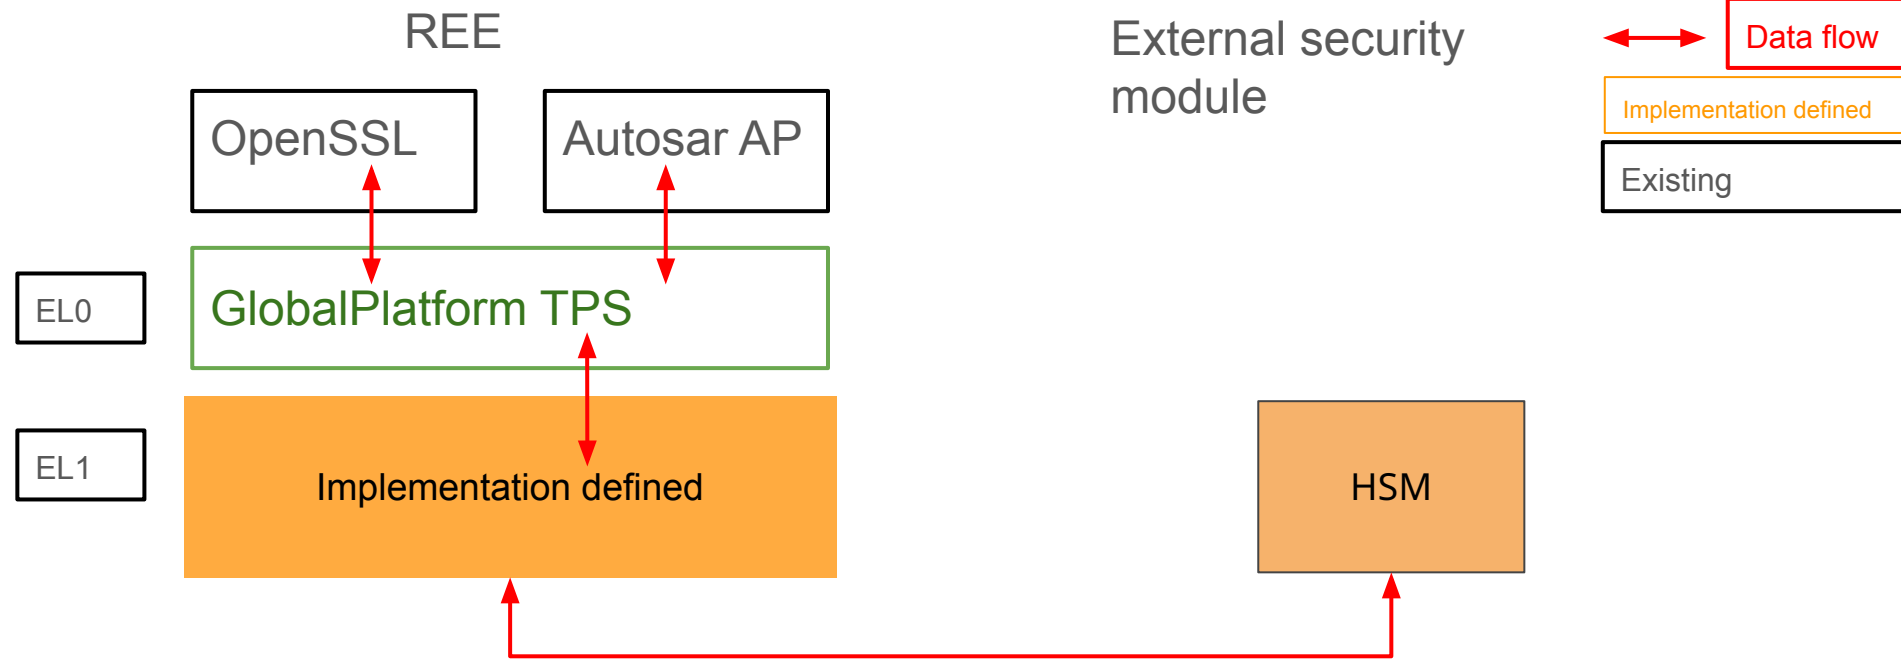 REE
External security
module
Data flow
Implementation defined
Existing
OpenSSL
Autosar AP
EL0
GlobalPlatform TPS
EL1
Implementation defined
HSM